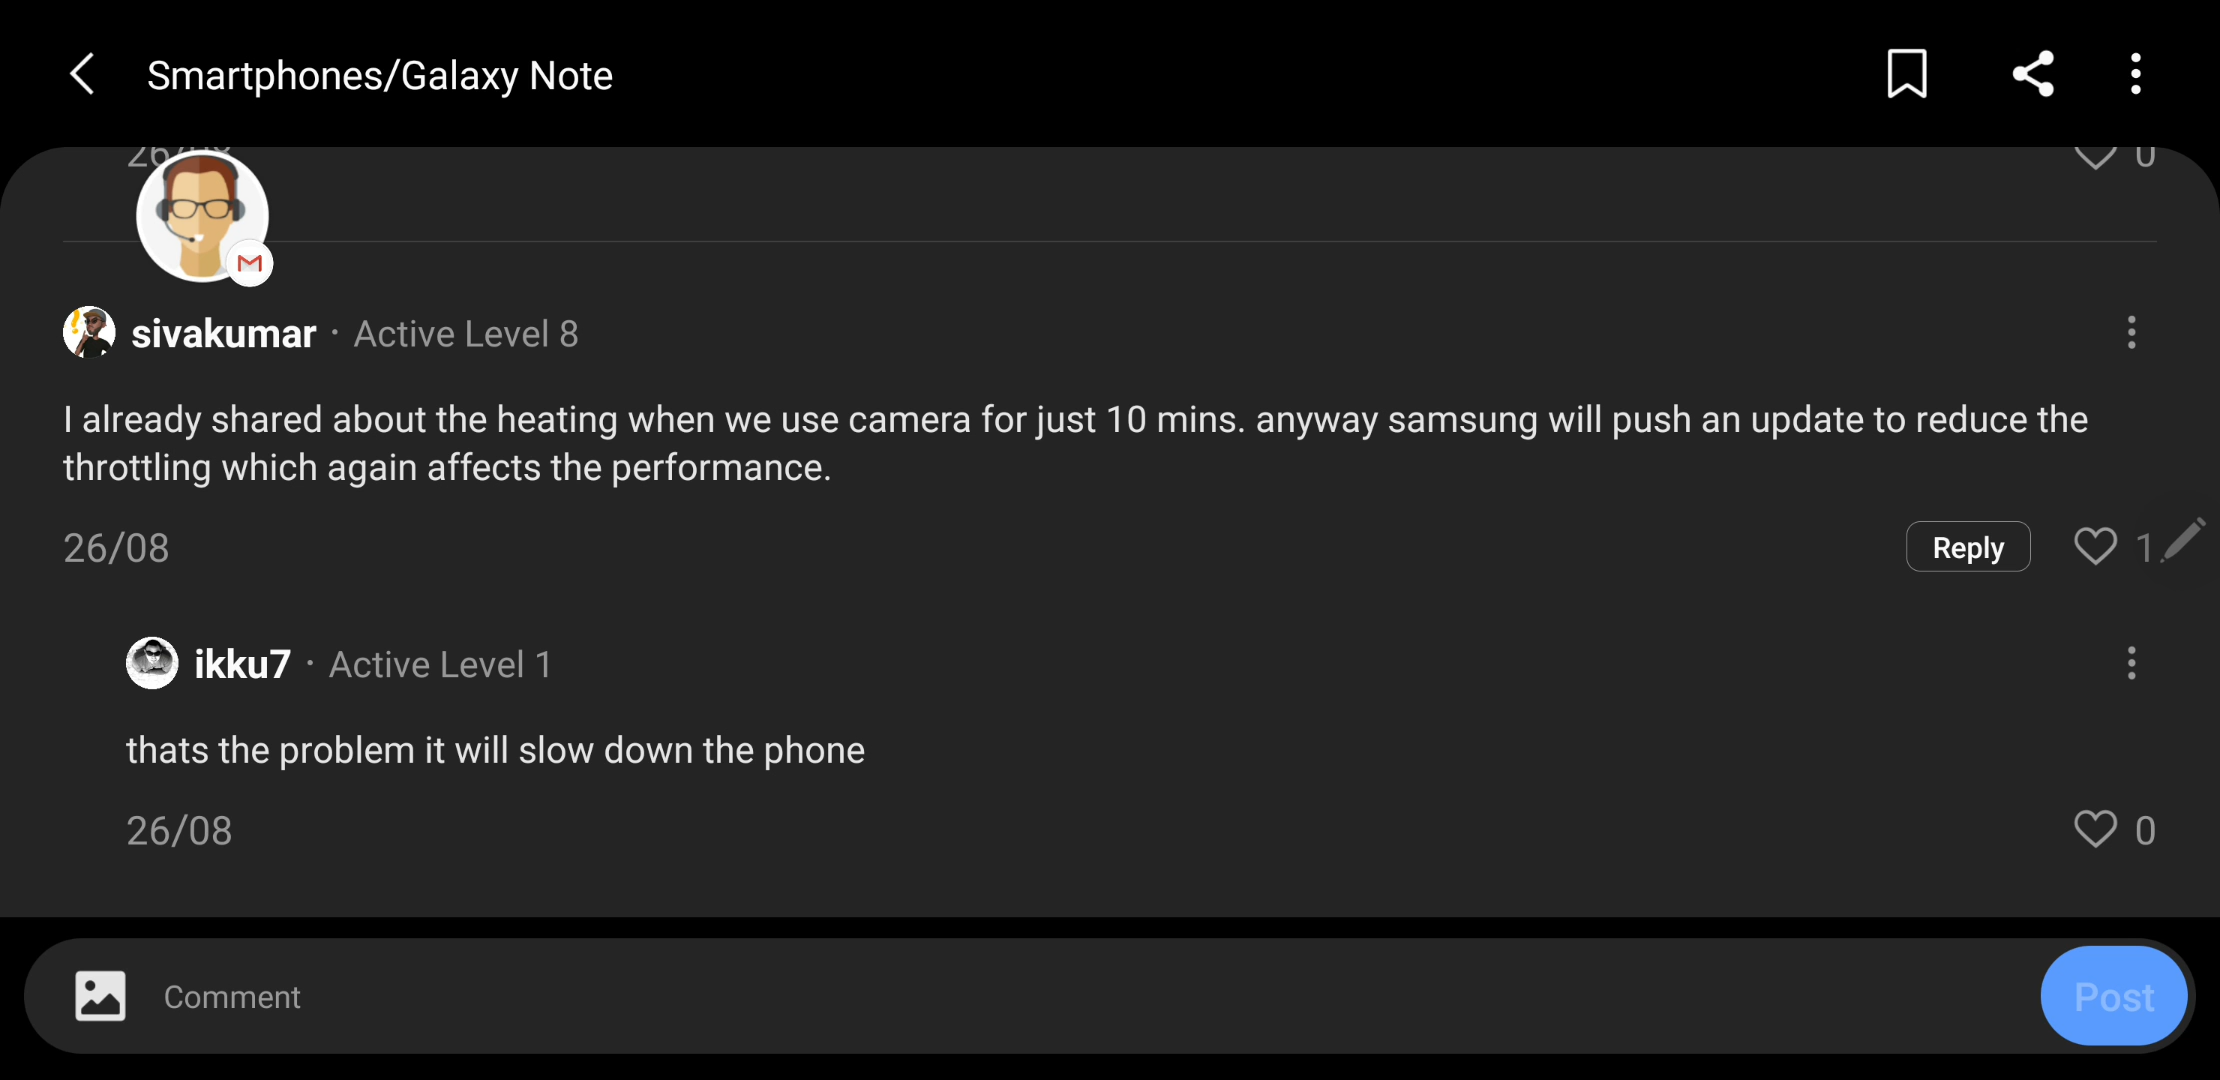 Smartphones/Galaxy Note
0
sivakumar · Active Level 8
I already shared about the heating when we use camera for just 10 mins. anyway samsung will push an update to reduce the
throttling which again affects the performance.
26/08
Reply
1
ikku7 · Active Level 1
thats the problem it will slow down the phone
26/08
0
Comment
Post